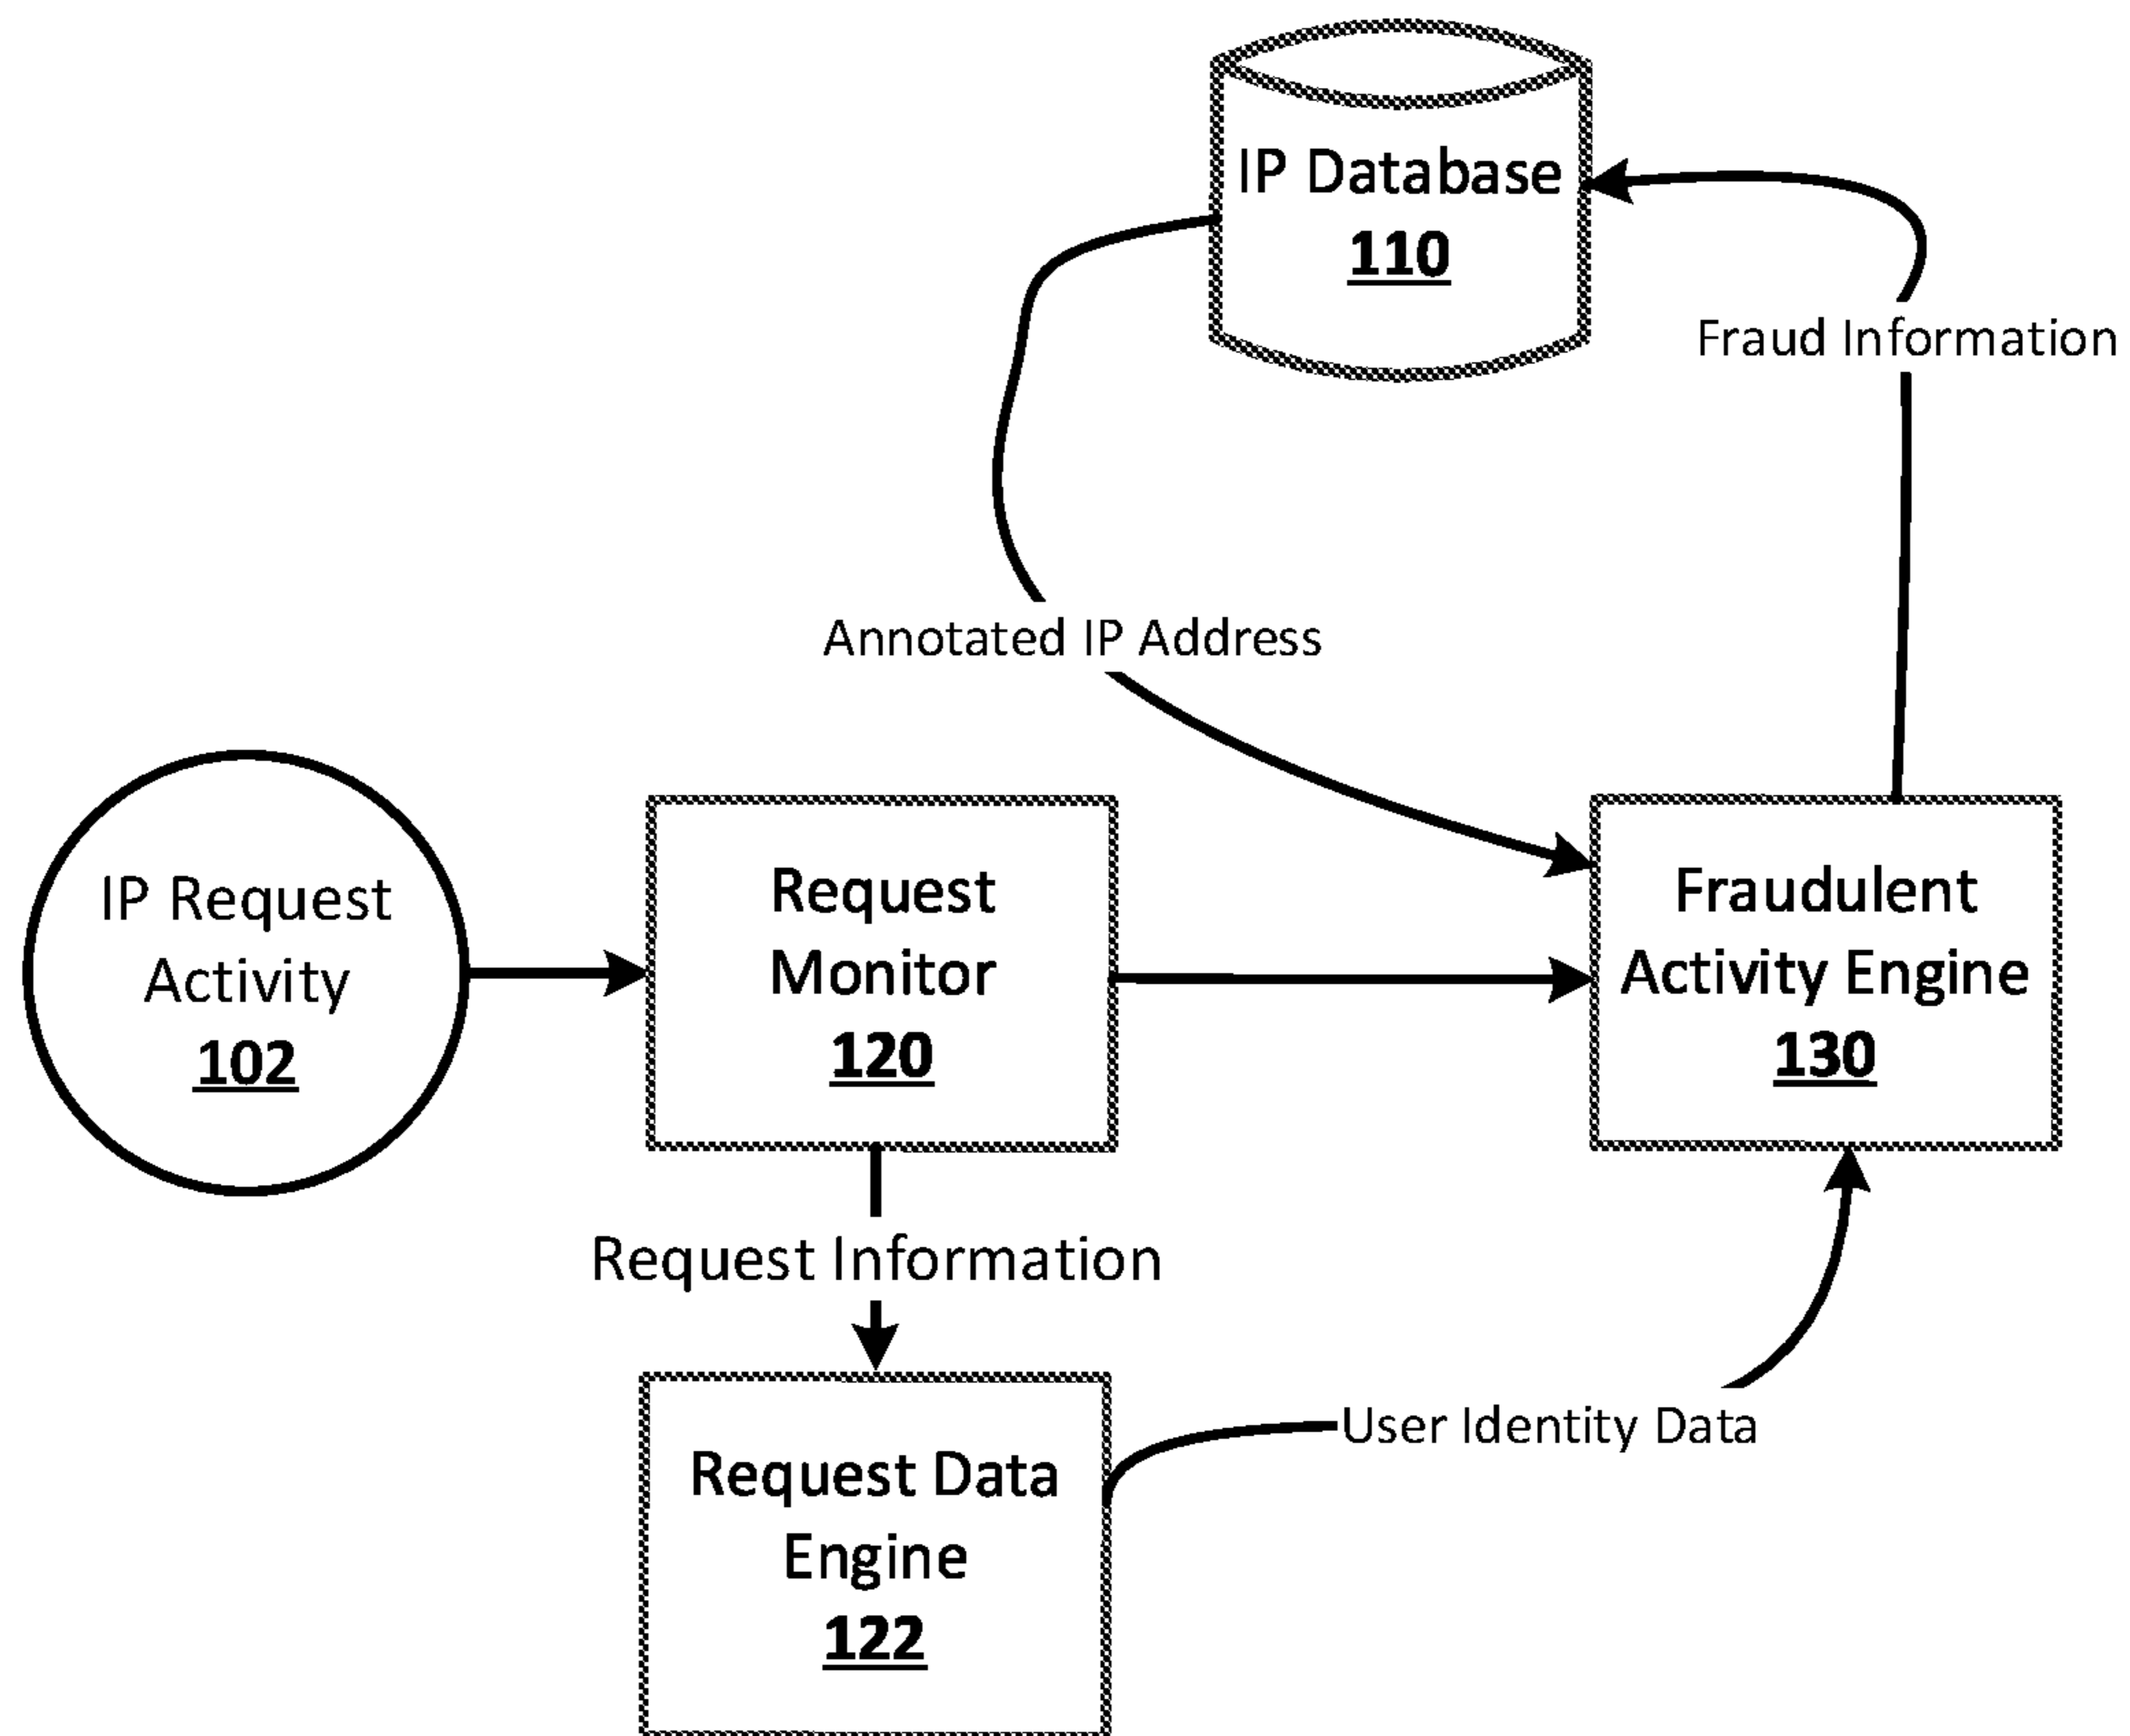 IP Database
110
Fraud Information
Annotated IP Address
IP Request
Activity
102
Request
Monitor
120
Fraudulent
Activity Engine
130
Request Information
User Identity Data
Request Data
Engine
122